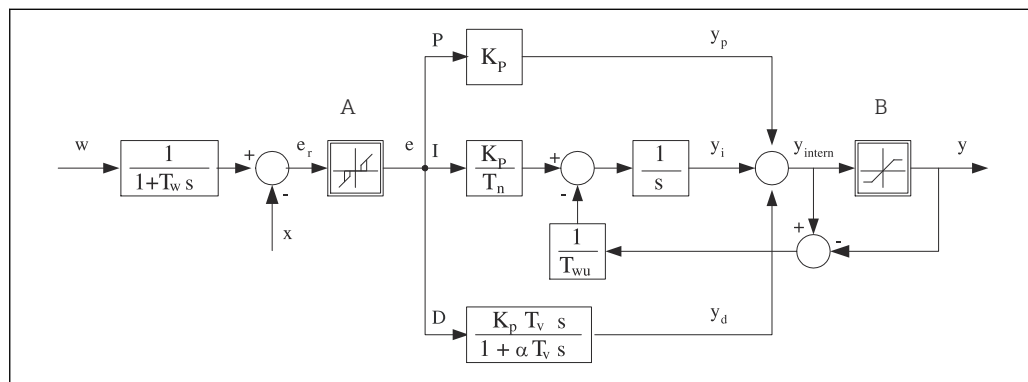 P
y_p
K_P
A
B
w
1
1+T_w s
+
-
e_r
e
I
K_P
T_n
+
-
1
s
y_i
y_intern
y
x
1
T_wu
+
-
D
K_p T_v s
1 + α T_v s
y_d